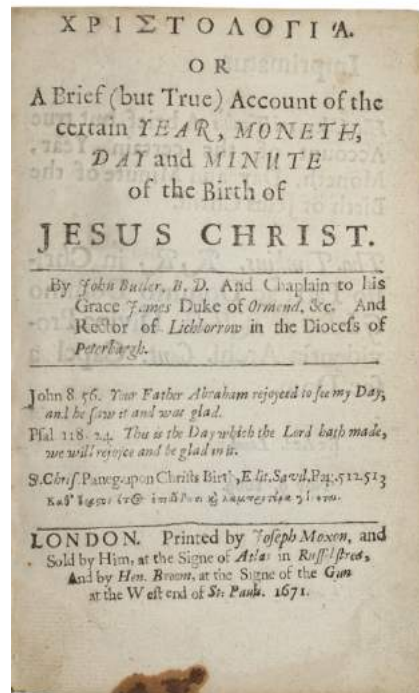 ΧΡΙΣΤΟΛΟΓΙΆ.
OR
A Brief (but True) Account of the
certain YEAR, MONETH,
DAY and MINUTE
of the Birth of
JESUS CHRIST.
By John Butler, B. D. And Chaplain to his
Grace James Duke of Ormond, &c. And
Rector of Lichborrow in the Diocess of
Peterburgh.
John 8. 56. Your Father Abraham rejoyced to see my Day,
and he saw it and was glad.
Psal 118. 24. This is the Day which the Lord hath made,
we will rejoyce and be glad in it.
St. Chris. Paneg. upon Christs Birth, Edit. Savil. Pag. 512. 513
LONDON. Printed by Joseph Moxon, and
Sold by Him, at the Signe of Atlas in Russel street,
And by Hen. Broom, at the Signe of the Gun
at the West end of St. Pauls. 1671.